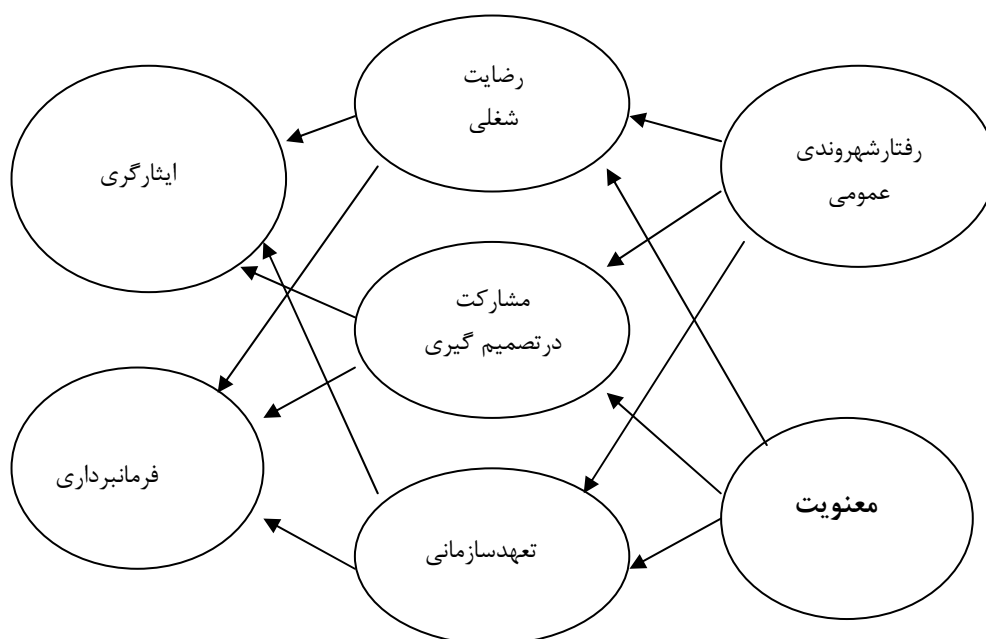 رفتارشهروندی
عمومی
معنویت
رضایت
شغلی
مشارکت
درتصمیم گیری
تعهدسازمانی
ایثارگری
فرمانبرداری